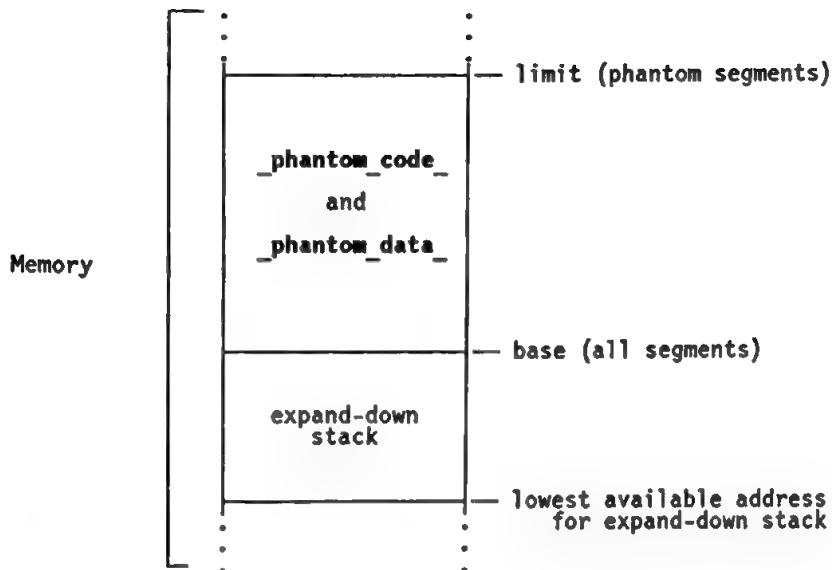 limit (phantom segments)
_phantom_code_
and
_phantom_data_
Memory
base (all segments)
expand-down
stack
lowest available address
for expand-down stack